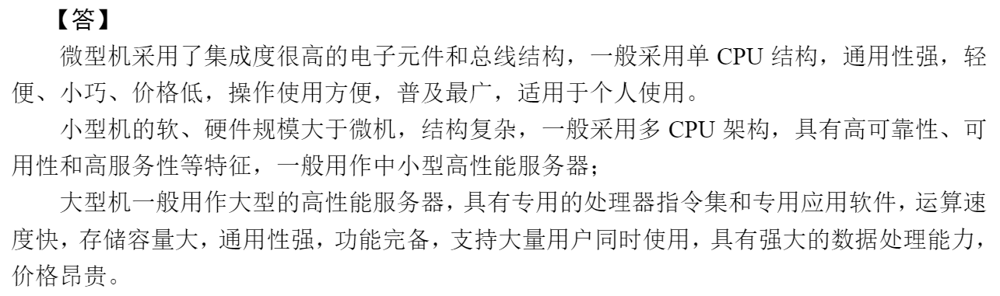 【答】
微型机采用了集成度很高的电子元件和总线结构，一般采用单 CPU 结构，通用性强，轻
便、小巧、价格低，操作使用方便，普及最广，适用于个人使用。
小型机的软、硬件规模大于微机，结构复杂，一般采用多 CPU 架构，具有高可靠性、可
用性和高服务性等特征，一般用作中小型高性能服务器；
大型机一般用作大型的高性能服务器，具有专用的处理器指令集和专用应用软件，运算速
度快，存储容量大，通用性强，功能完备，支持大量用户同时使用，具有强大的数据处理能力，
价格昂贵。